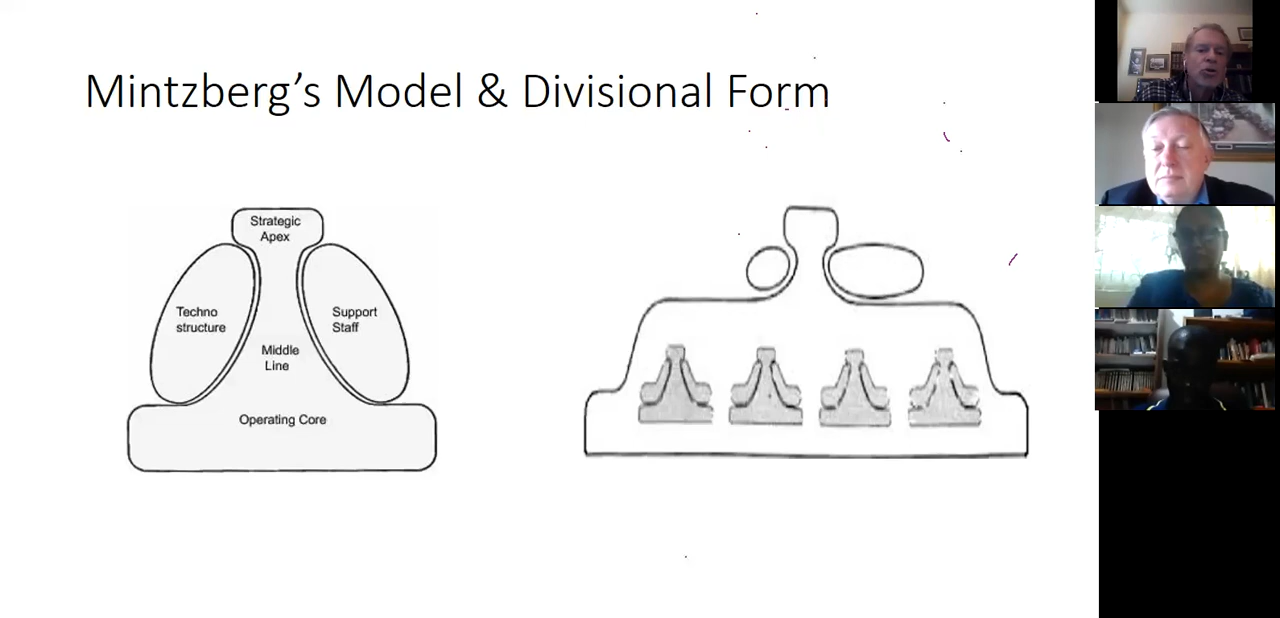 Mintzberg’s Model & Divisional Form
Strategic
Apex
Techno
structure
Support
Staff
Middle
Line
Operating Core